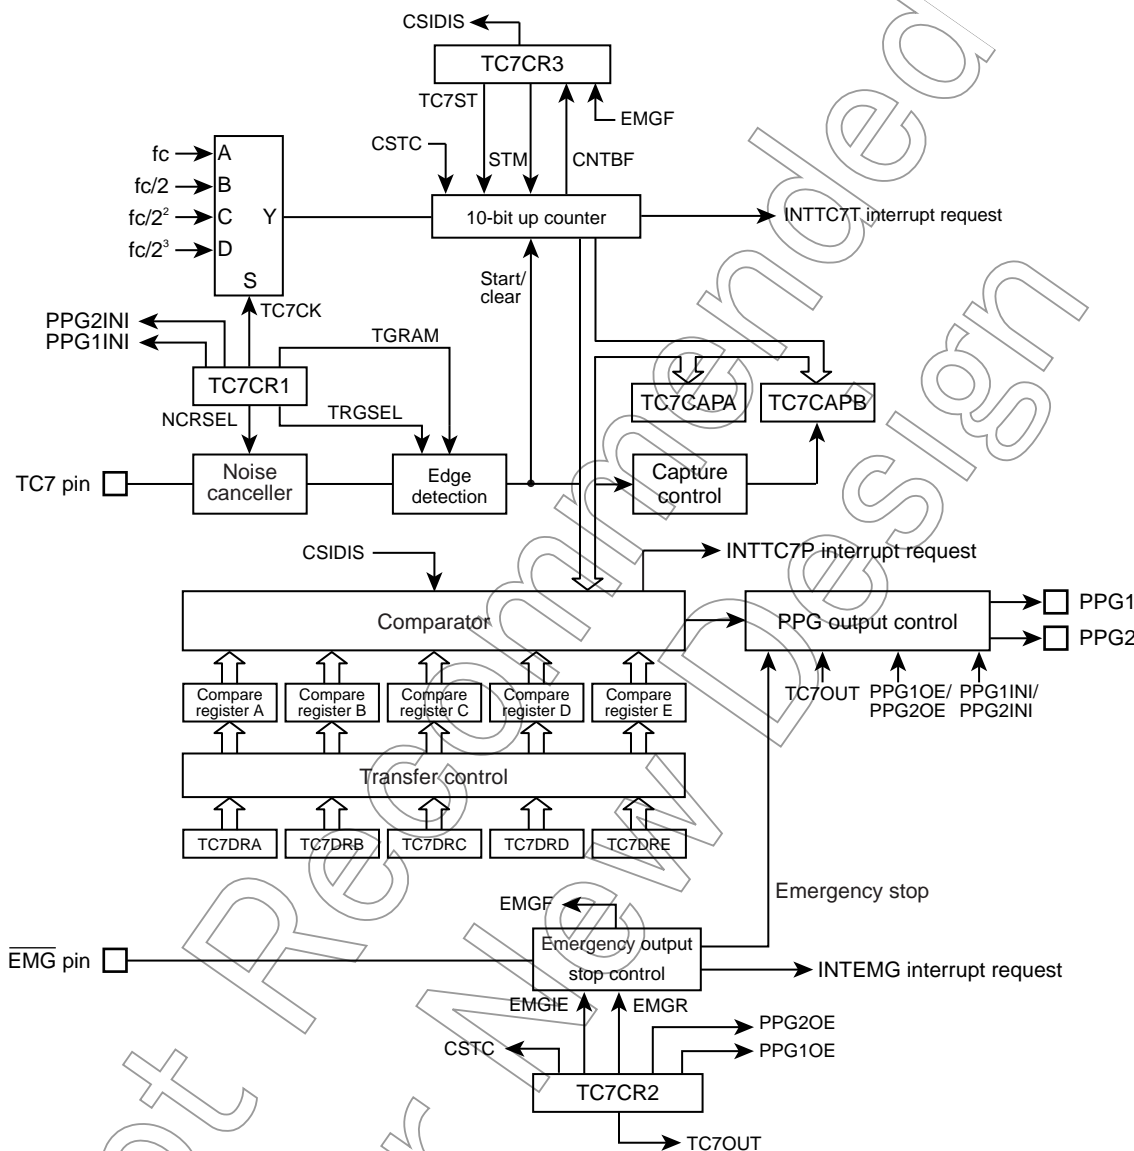 CSIDIS
TC7CR3
TC7ST
EMGF
CSTC
STM
CNTBF
fc
A
fc/2
B
fc/2²
C
Y
fc/2³
D
S
10-bit up counter
INTTC7T interrupt request
Start/
clear
TC7CK
PPG2INI
PPG1INI
TGRAM
TC7CR1
TC7CAPA
TC7CAPB
NCRSEL
TRGSEL
TC7 pin
Noise
canceller
Edge
detection
Capture
control
CSIDIS
INTTC7P interrupt request
Comparator
PPG output control
PPG1
PPG2
Compare
register A
Compare
register B
Compare
register C
Compare
register D
Compare
register E
TC7OUT
PPG1OE/
PPG2OE
PPG1INI/
PPG2INI
Transfer control
TC7DRA
TC7DRB
TC7DRC
TC7DRD
TC7DRE
Emergency stop
EMGF
EMG pin
Emergency output
stop control
INTEMG interrupt request
EMGIE
EMGR
PPG2OE
CSTC
PPG1OE
TC7CR2
TC7OUT
Recommended
New Design